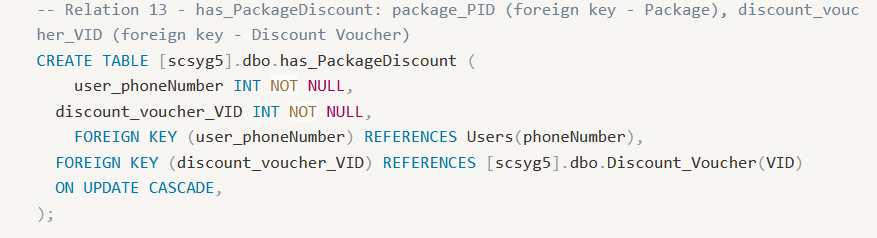 -- Relation 13 - has_PackageDiscount: package_PID (foreign key - Package), discount_vouc
her_VID (foreign key - Discount Voucher)
CREATE TABLE [scsyg5].dbo.has_PackageDiscount (
    user_phoneNumber INT NOT NULL,
  discount_voucher_VID INT NOT NULL,
    FOREIGN KEY (user_phoneNumber) REFERENCES Users(phoneNumber),
  FOREIGN KEY (discount_voucher_VID) REFERENCES [scsyg5].dbo.Discount_Voucher(VID)
  ON UPDATE CASCADE,
);